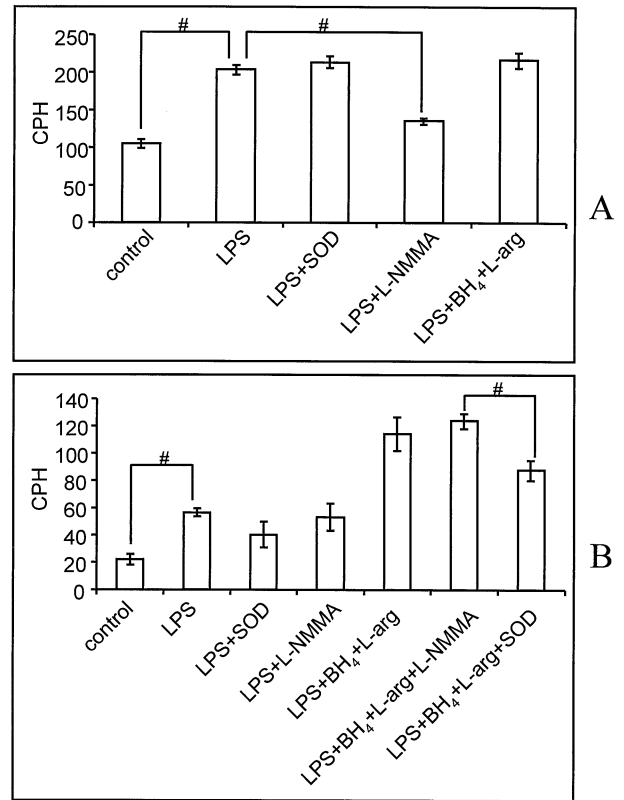 # #
250
200
150
100
50
0
CPH
control
LPS
LPS+SOD
LPS+L-NMMA
LPS+BH4+L-arg
A
140
120
100
80
60
40
20
0
CPH
#
#
control
LPS
LPS+SOD
LPS+L-NMMA
LPS+BH4+L-arg
LPS+BH4+L-arg+L-NMMA
LPS+BH4+L-arg+SOD
B